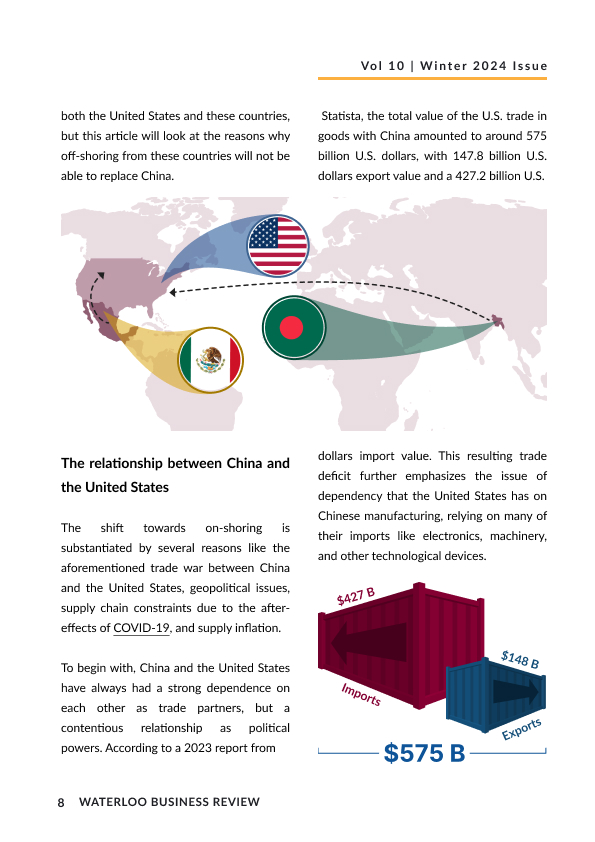 Vol 10 | Winter 2024 Issue
both the United States and these countries,
but this article will look at the reasons why
off-shoring from these countries will not be
able to replace China.
The relationship between China and
the United States
The shift towards on-shoring is
substantiated by several reasons like the
aforementioned trade war between China
and the United States, geopolitical issues,
supply chain constraints due to the after-
effects of COVID-19, and supply inflation.
To begin with, China and the United States
have always had a strong dependence on
each other as trade partners, but a
contentious relationship as political
powers. According to a 2023 report from
Statista, the total value of the U.S. trade in
goods with China amounted to around 575
billion U.S. dollars, with 147.8 billion U.S.
dollars export value and a 427.2 billion U.S.
dollars import value. This resulting trade
deficit further emphasizes the issue of
dependency that the United States has on
Chinese manufacturing, relying on many of
their imports like electronics, machinery,
and other technological devices.
$427 B
Imports
$148 B
Exports
$575 B
8 WATERLOO BUSINESS REVIEW